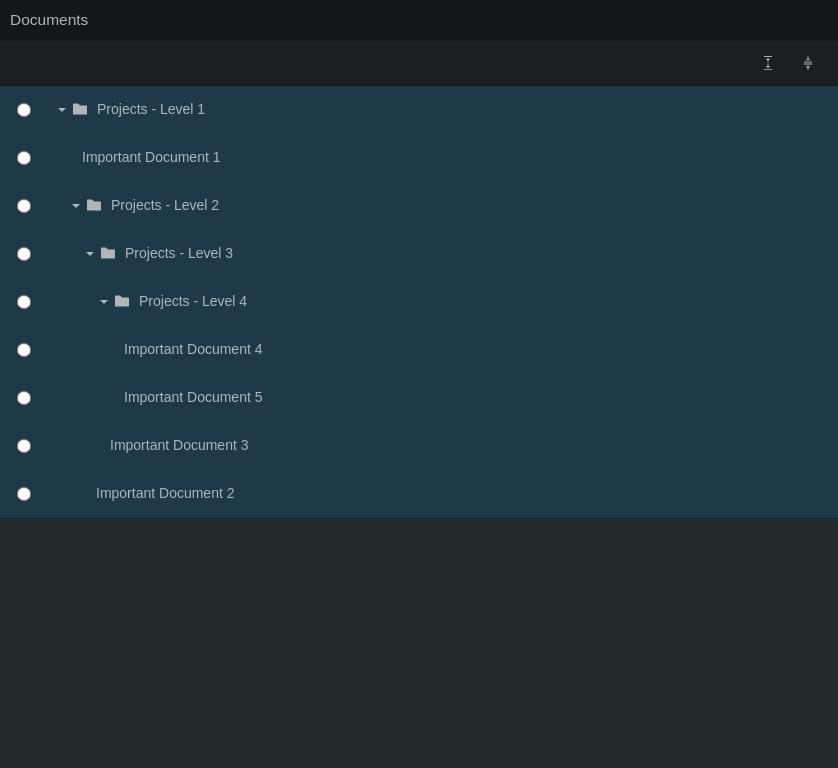 Documents
Projects - Level 1
Important Document 1
Projects - Level 2
Projects - Level 3
Projects - Level 4
Important Document 4
Important Document 5
Important Document 3
Important Document 2